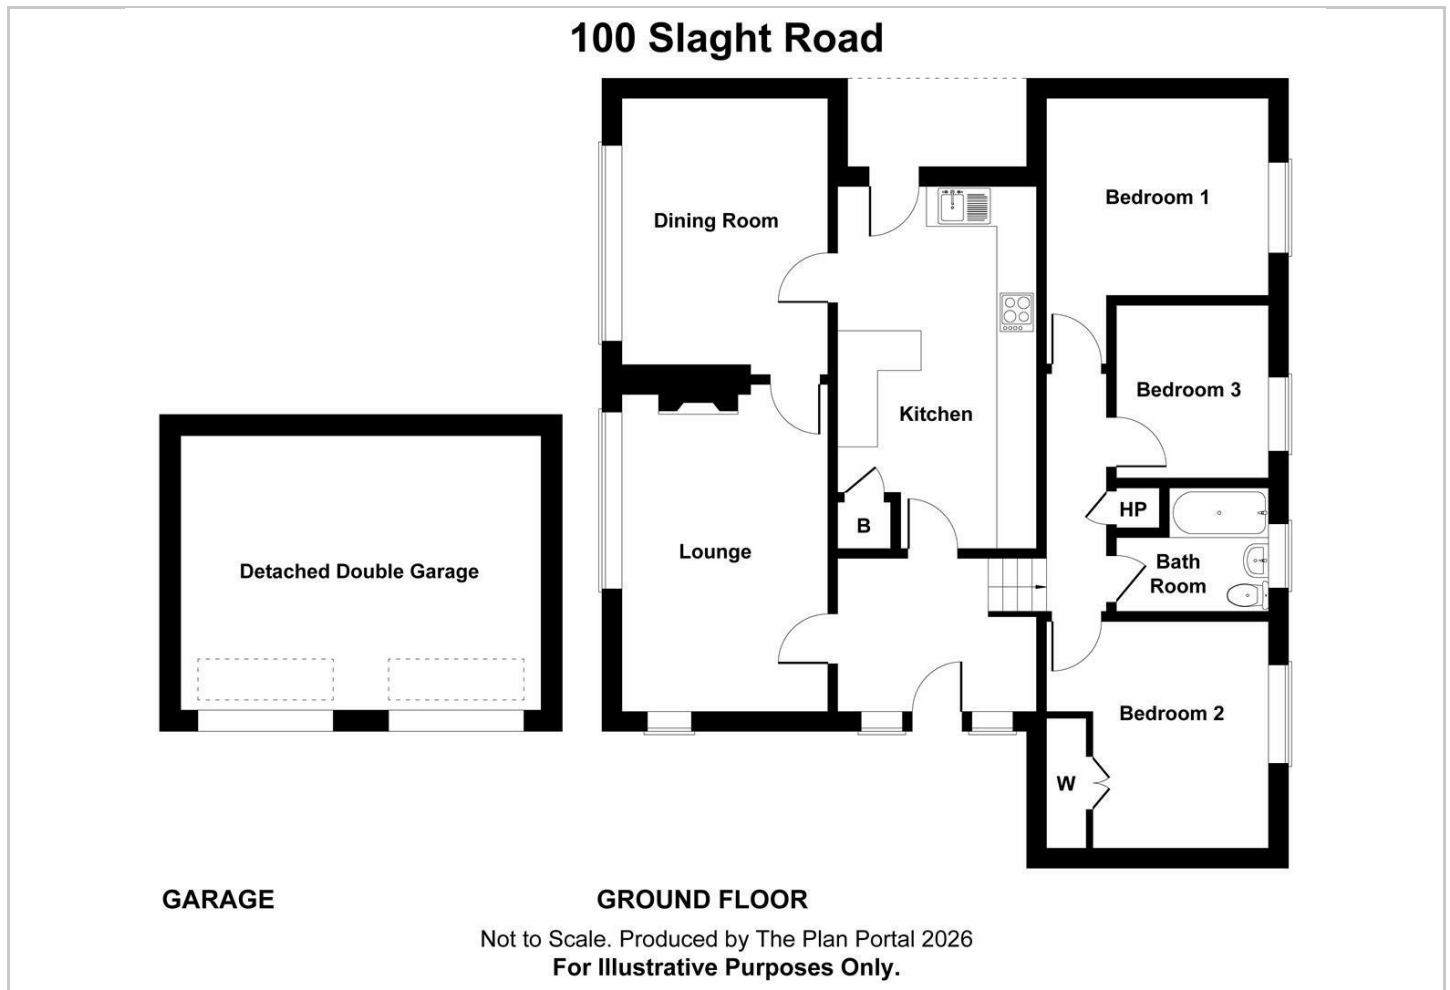 100 Slaght Road
Dining Room
Bedroom 1
Bedroom 3
Kitchen
HP
B
Lounge
Bath
Room
Detached Double Garage
Bedroom 2
W
GARAGE
GROUND FLOOR
Not to Scale. Produced by The Plan Portal 2026
For Illustrative Purposes Only.